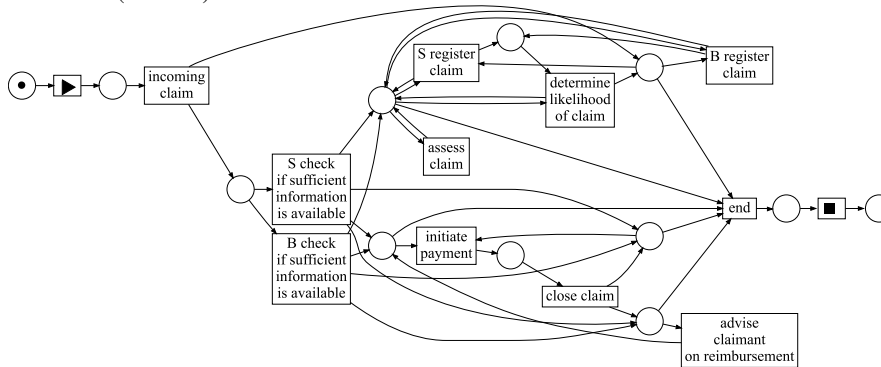 incoming
claim
S register
claim
B register
claim
determine
likelihood
of claim
assess
claim
S check
if sufficient
information
is available
B check
if sufficient
information
is available
initiate
payment
close claim
end
advise
claimant
on reimbursement